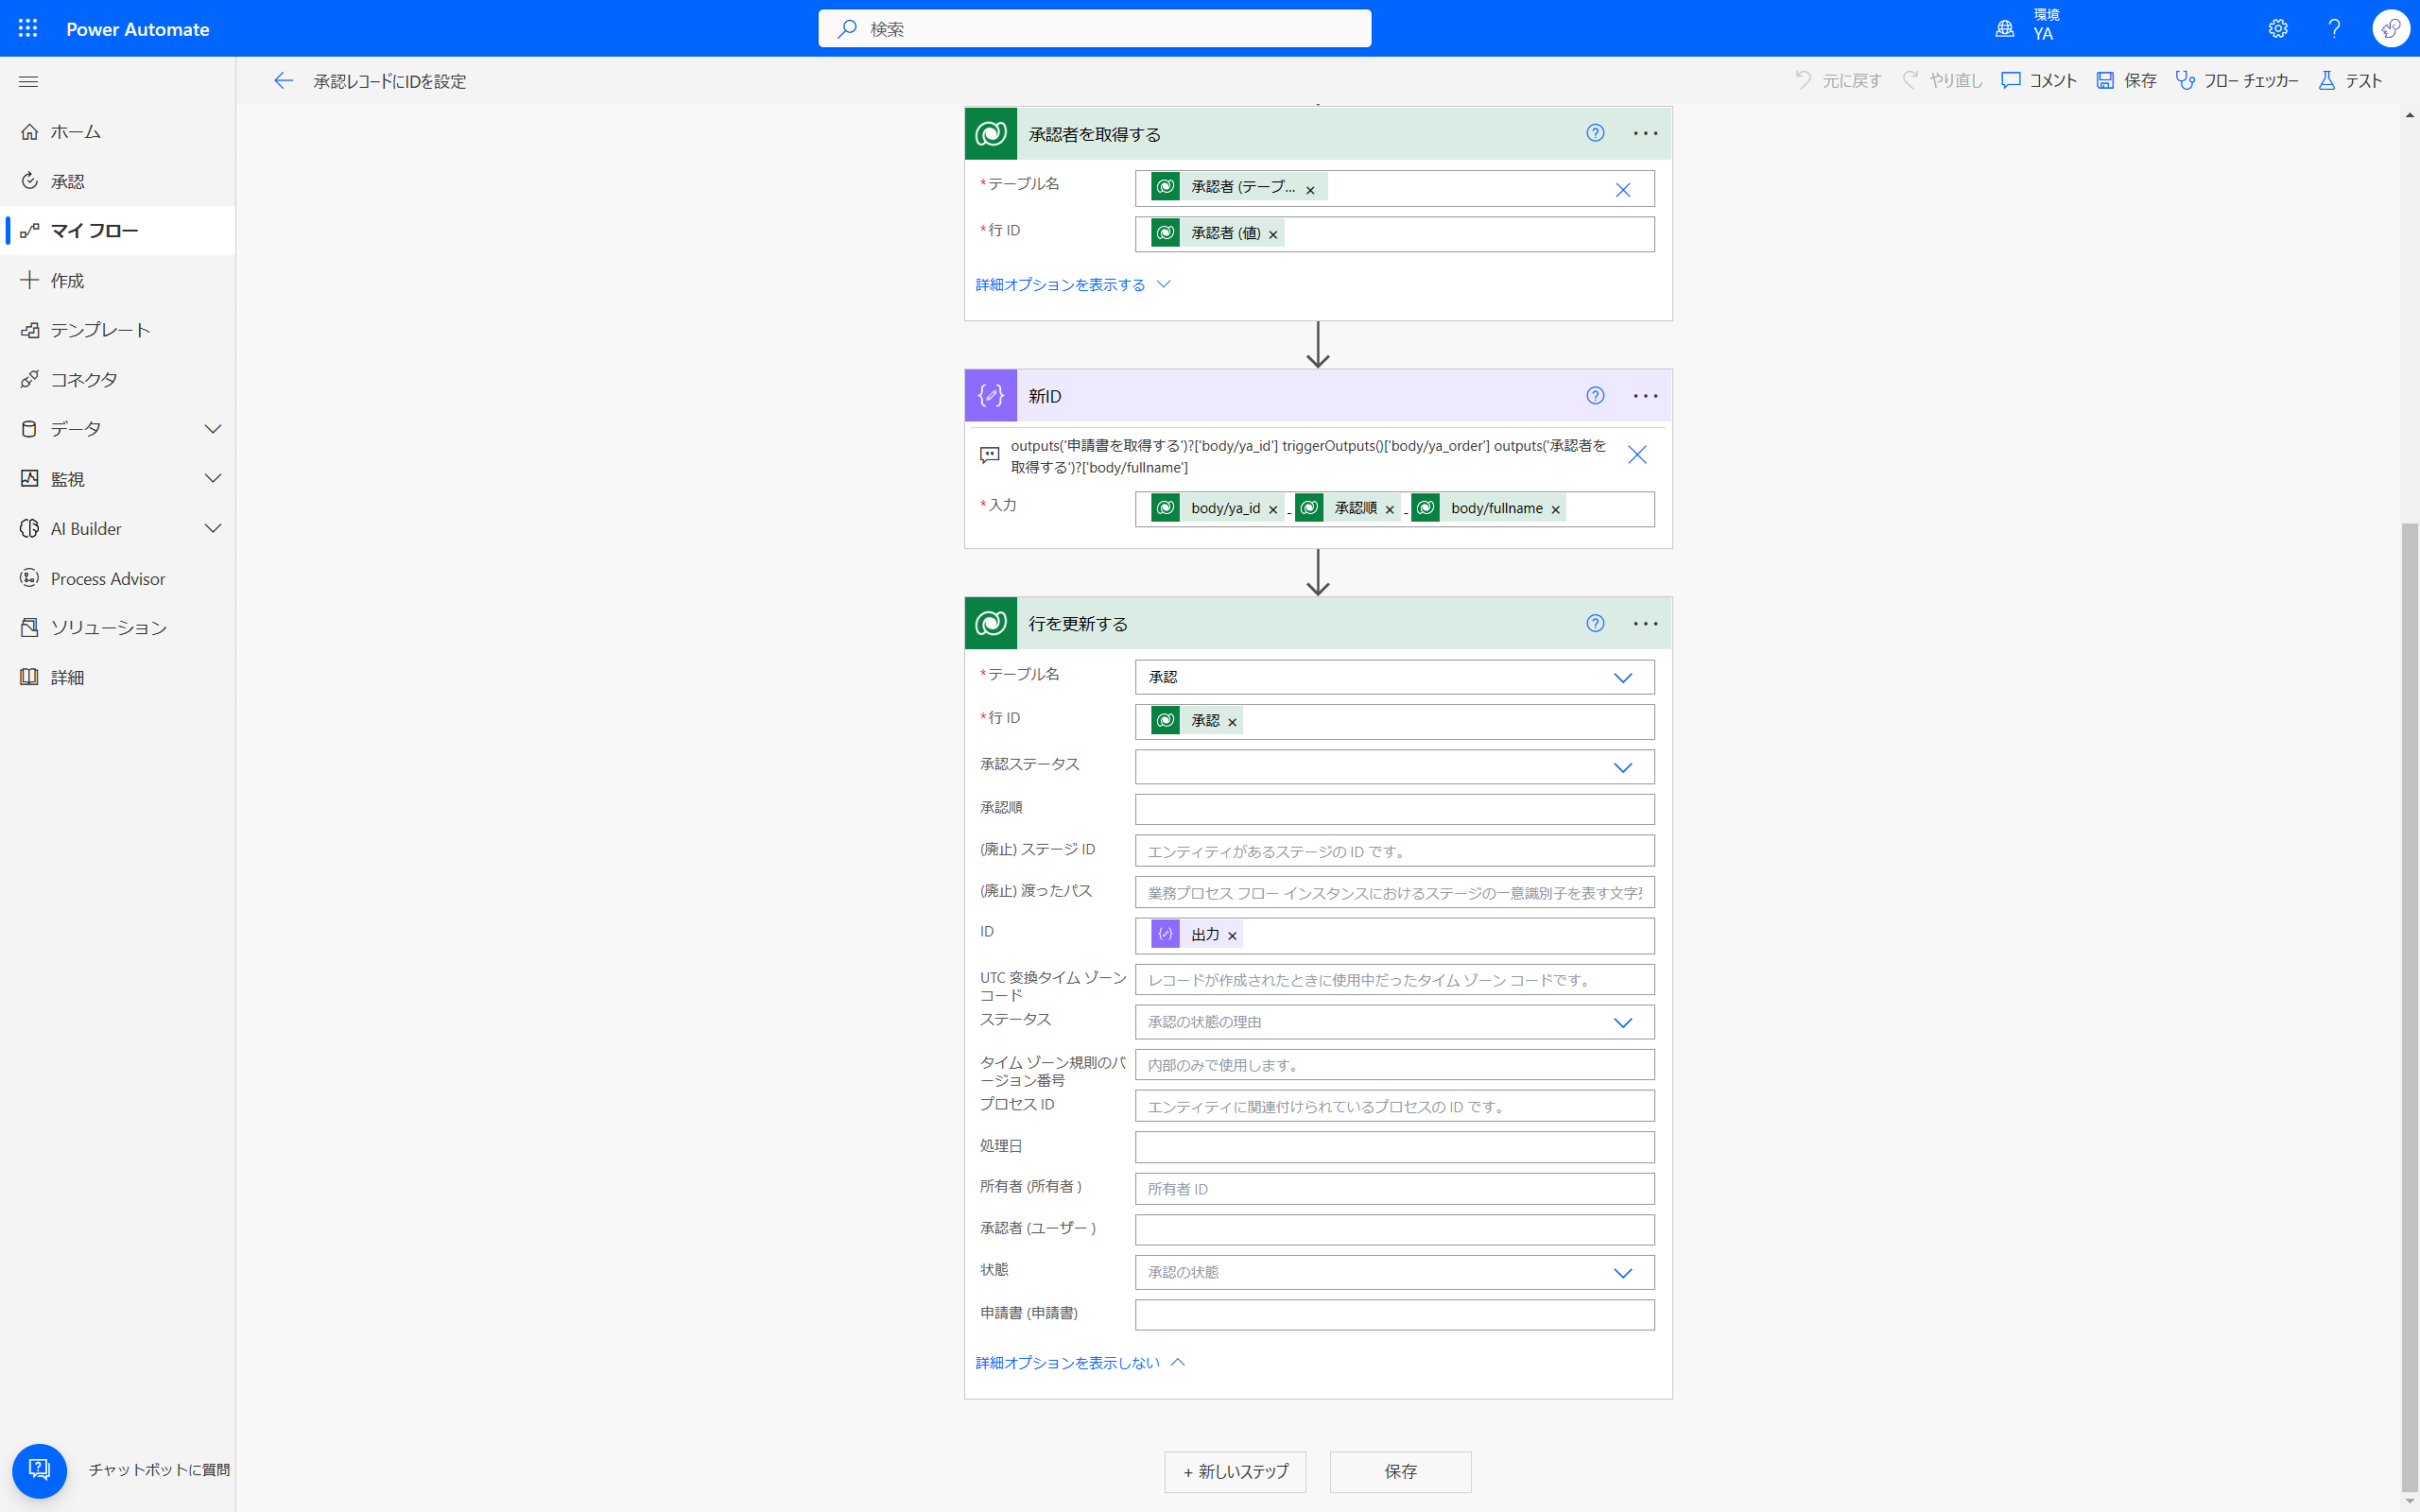 Power Automate
検索
環境
YA
承認レコードにIDを設定
元に戻す
やり直し
コメント
保存
フロー チェッカー
テスト
ホーム
承認
マイ フロー
作成
テンプレート
コネクタ
データ
監視
AI Builder
Process Advisor
ソリューション
詳細
チャットボットに質問
承認者を取得する
*テーブル名
承認者 (テーブ... ×
*行 ID
承認者 (値) ×
詳細オプションを表示する
新ID
outputs('申請書を取得する')?['body/ya_id'] triggerOutputs()['body/ya_order'] outputs('承認者を
取得する')?['body/fullname']
*入力
body/ya_id × - 承認順 × - body/fullname ×
行を更新する
*テーブル名
承認
*行 ID
承認 ×
承認ステータス
承認順
(廃止) ステージ ID
エンティティがあるステージの ID です。
(廃止) 渡ったパス
業務プロセス フロー インスタンスにおけるステージの一意識別子を表す文字
ID
出力 ×
UTC 変換タイム ゾーン
コード
レコードが作成されたときに使用中だったタイム ゾーン コードです。
ステータス
承認の状態の理由
タイム ゾーン規則のバ
ージョン番号
内部のみで使用します。
プロセス ID
エンティティに関連付けられているプロセスの ID です。
処理日
所有者 (所有者 )
所有者 ID
承認者 (ユーザー )
状態
承認の状態
申請書 (申請書)
詳細オプションを表示しない
+ 新しいステップ
保存